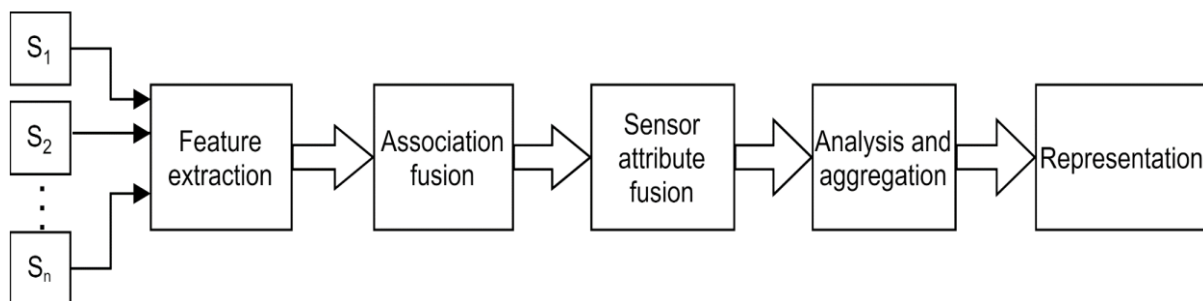 S1
S2
Sn
Feature
extraction
Association
fusion
Sensor
attribute
fusion
Analysis and
aggregation
Representation